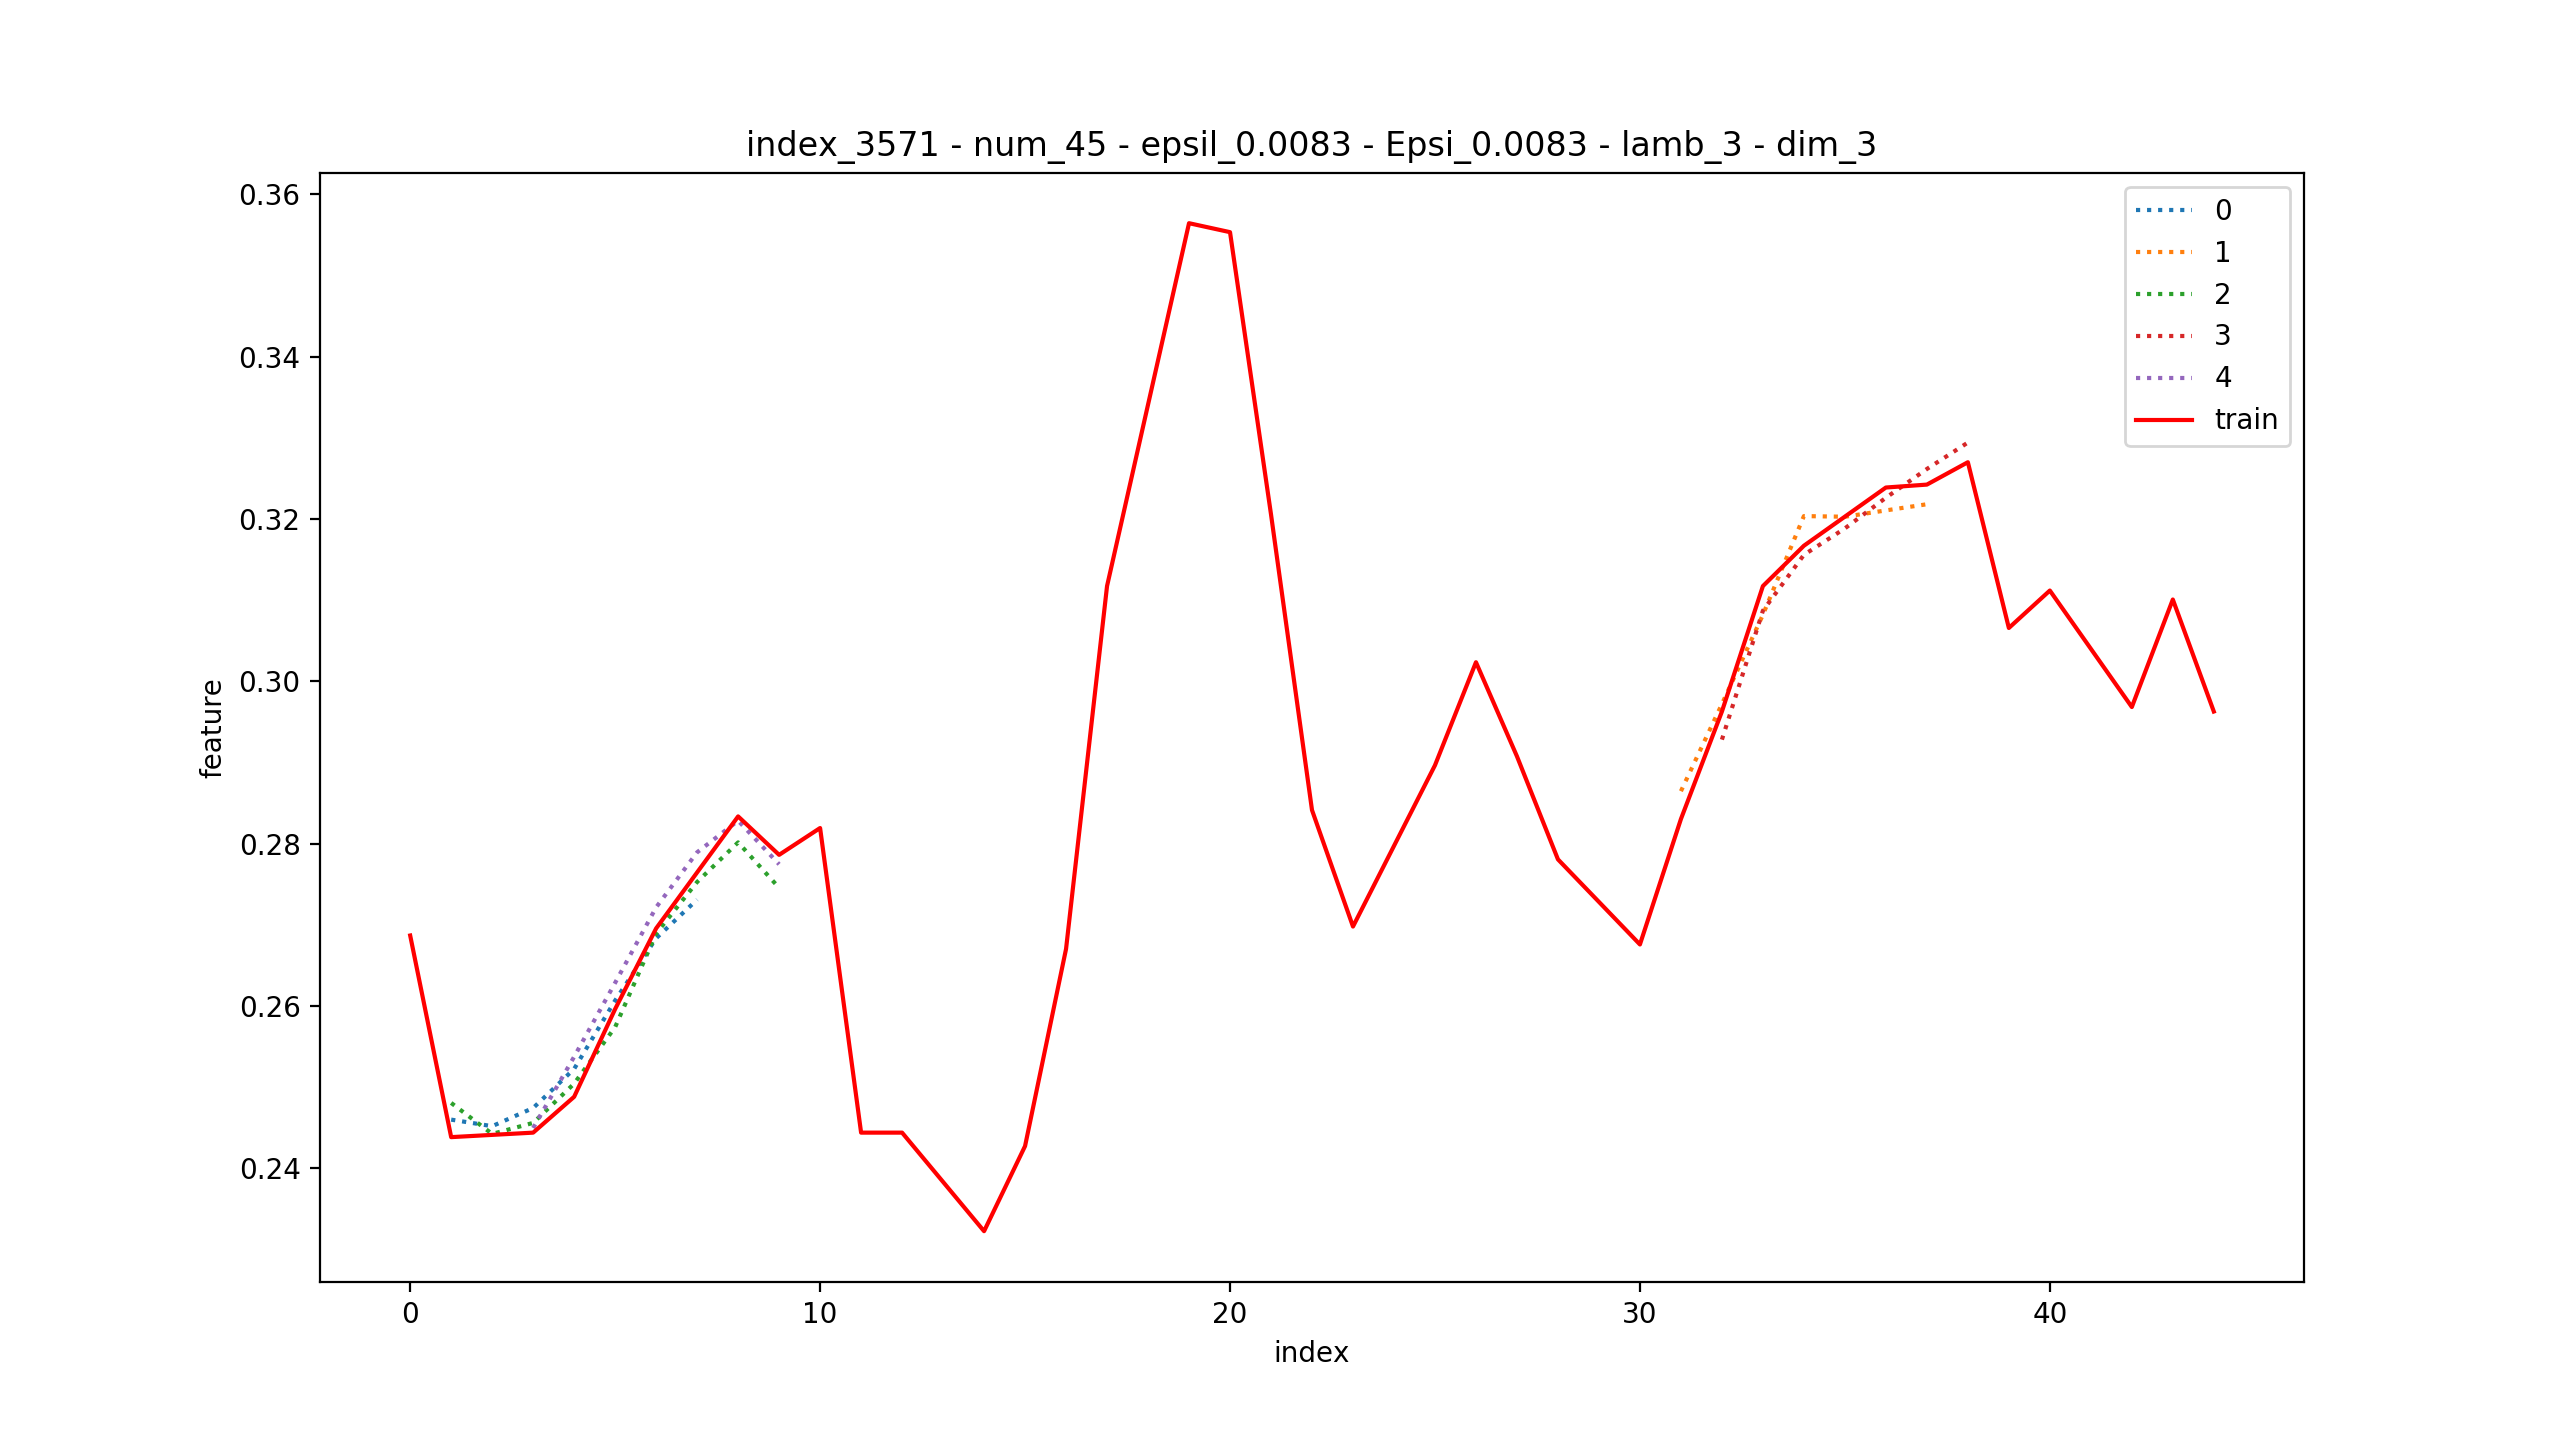 index_3571 - num_45 - epsil_0.0083 - Epsi_0.0083 - lamb_3 - dim_3
0.36
0.34
0.32
0.30
0.28
0.26
0.24
feature
0
1
2
3
4
train
0 10 20 30 40
index